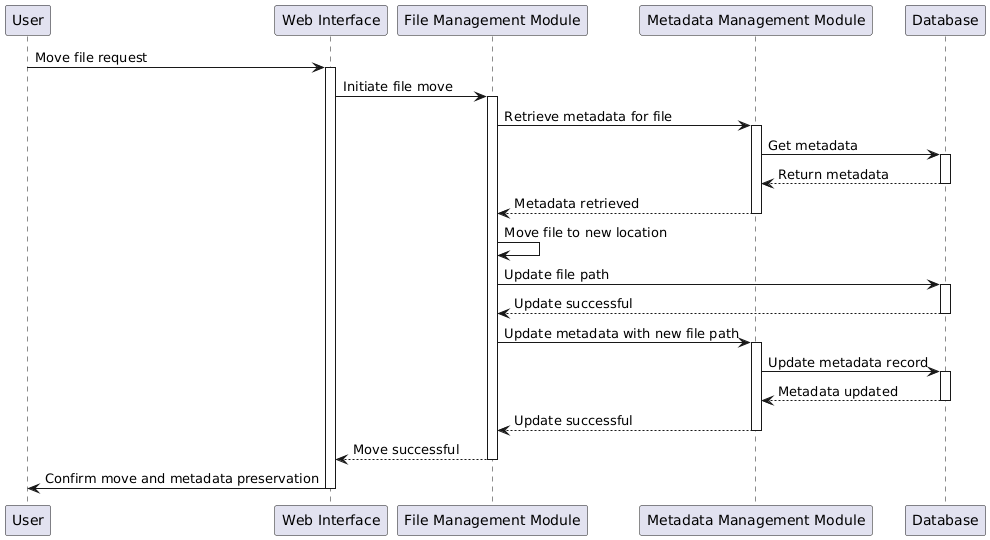 User
Web Interface
File Management Module
Metadata Management Module
Database
Move file request
Initiate file move
Retrieve metadata for file
Get metadata
Return metadata
Metadata retrieved
Move file to new location
Update file path
Update successful
Update metadata with new file path
Update metadata record
Metadata updated
Update successful
Move successful
Confirm move and metadata preservation
User
Web Interface
File Management Module
Metadata Management Module
Database